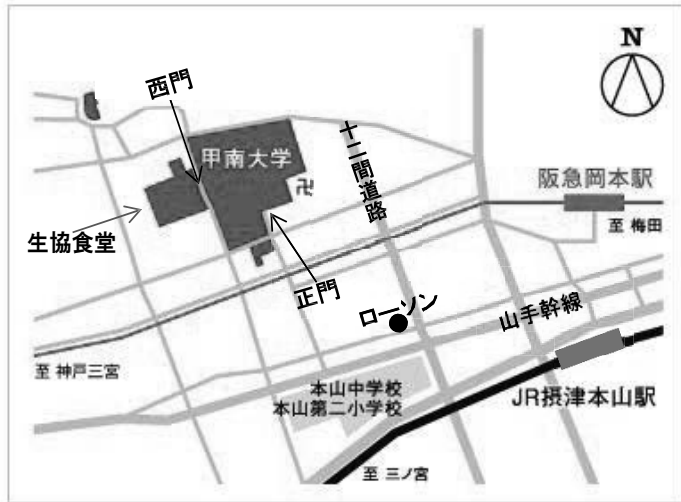 N
西門
甲南大学
卍
十二間道路
阪急岡本駅
至 梅田
生協食堂
正門
ローソン
山手幹線
至 神戸三宮
本山中学校
本山第二小学校
JR摂津本山駅
至 三ノ宮